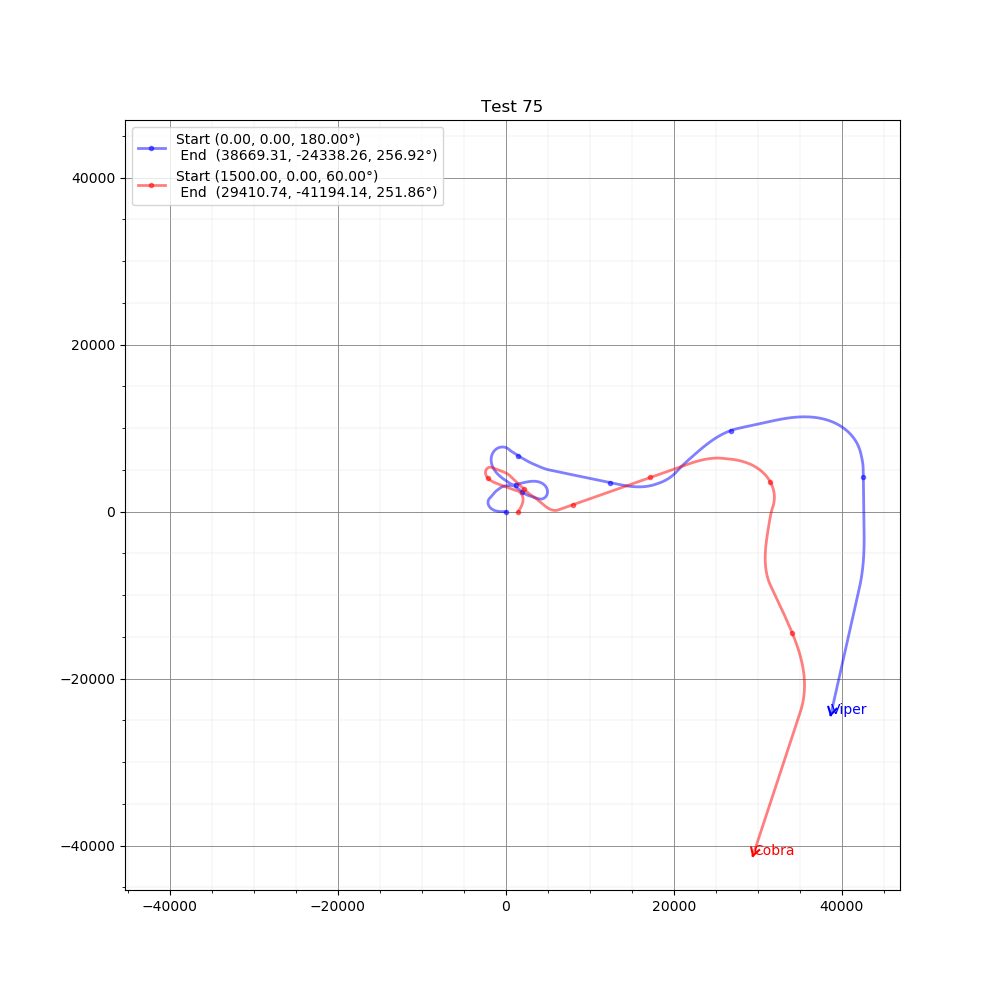 Test 75
Start (0.00, 0.00, 180.00°)
End (38669.31, -24338.26, 256.92°)
Start (1500.00, 0.00, 60.00°)
End (29410.74, -41194.14, 251.86°)
40000
20000
0
−20000
−40000
Viper
Cobra
−40000
−20000
0
20000
40000